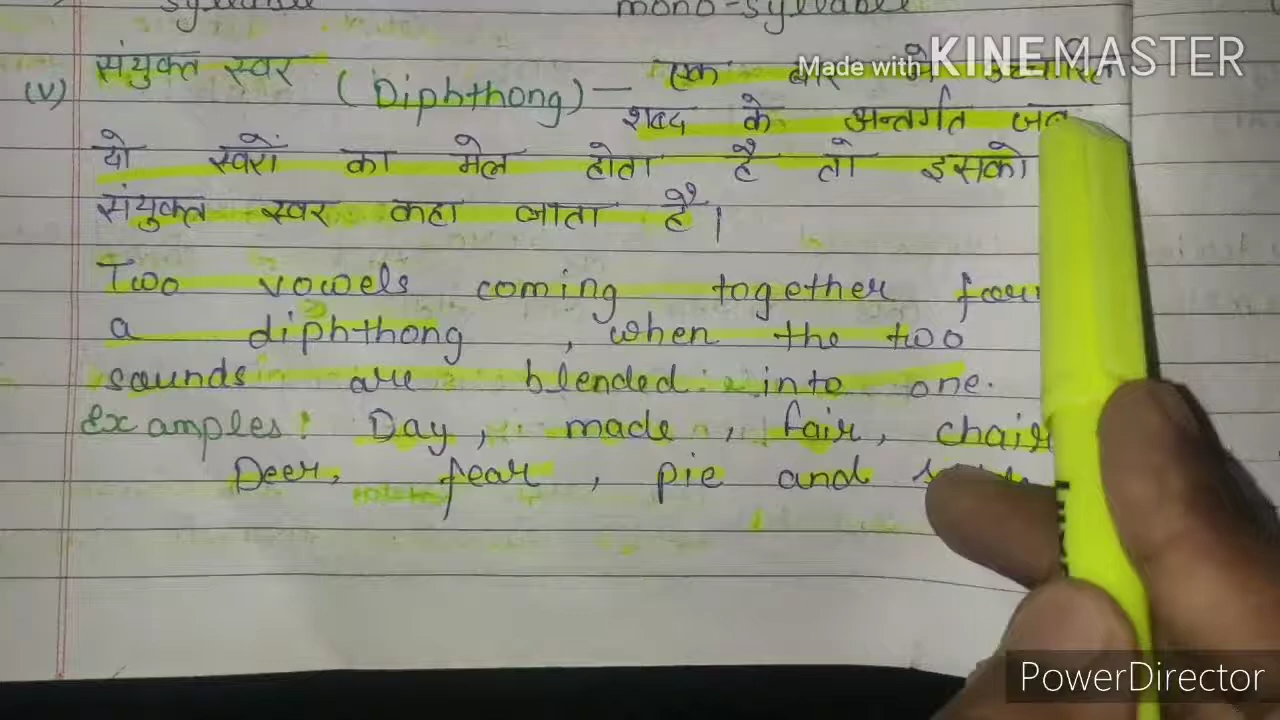 mono-syllable
Made with KINEMASTER
(V) संयुक्त स्वर (Diphthong) – एक बार में उच्चारित
शब्द के अन्तर्गत जब
दो स्वरों का मेल होता है तो इसको
संयुक्त स्वर कहा जाता है।
Two vowels coming together form
a diphthong, when the two
sounds are blended into one.
Examples: Day, made, fair, chair
Deer, fear, pie and
PowerDirector